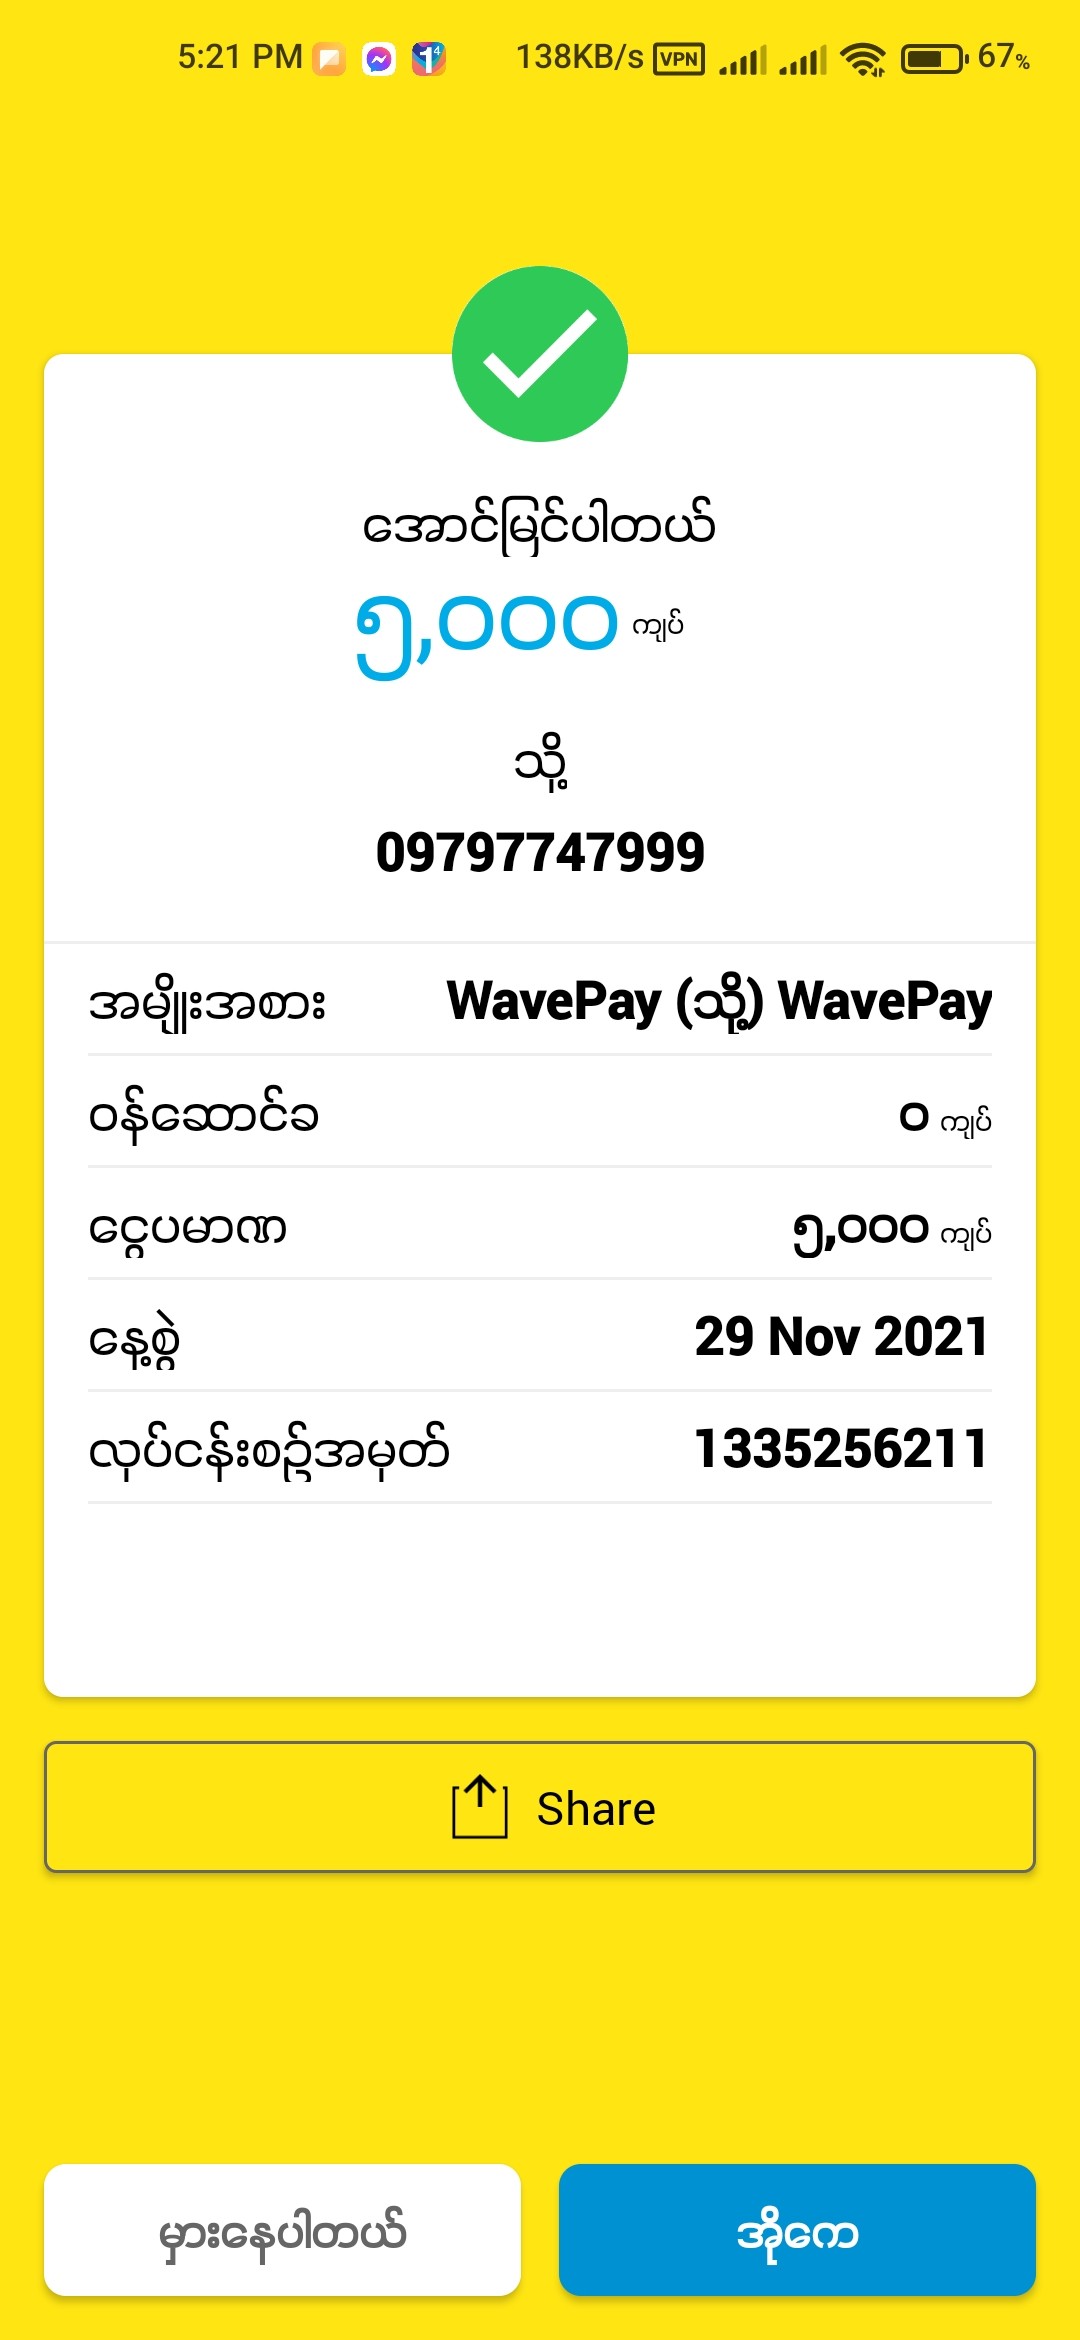 5:21 PM 138KB/s VPN 67%
အောင်မြင်ပါတယ်
၅,၀၀၀ ကျပ်
သို့
09797747999
အမျိုးအစား WavePay (သို့) WavePay
ဝန်ဆောင်ခ ၀ ကျပ်
ငွေပမာဏ ၅,၀၀၀ ကျပ်
နေ့စွဲ 29 Nov 2021
လုပ်ငန်းစဉ်အမှတ် 1335256211
Share
မှားနေပါတယ် အိုကေ